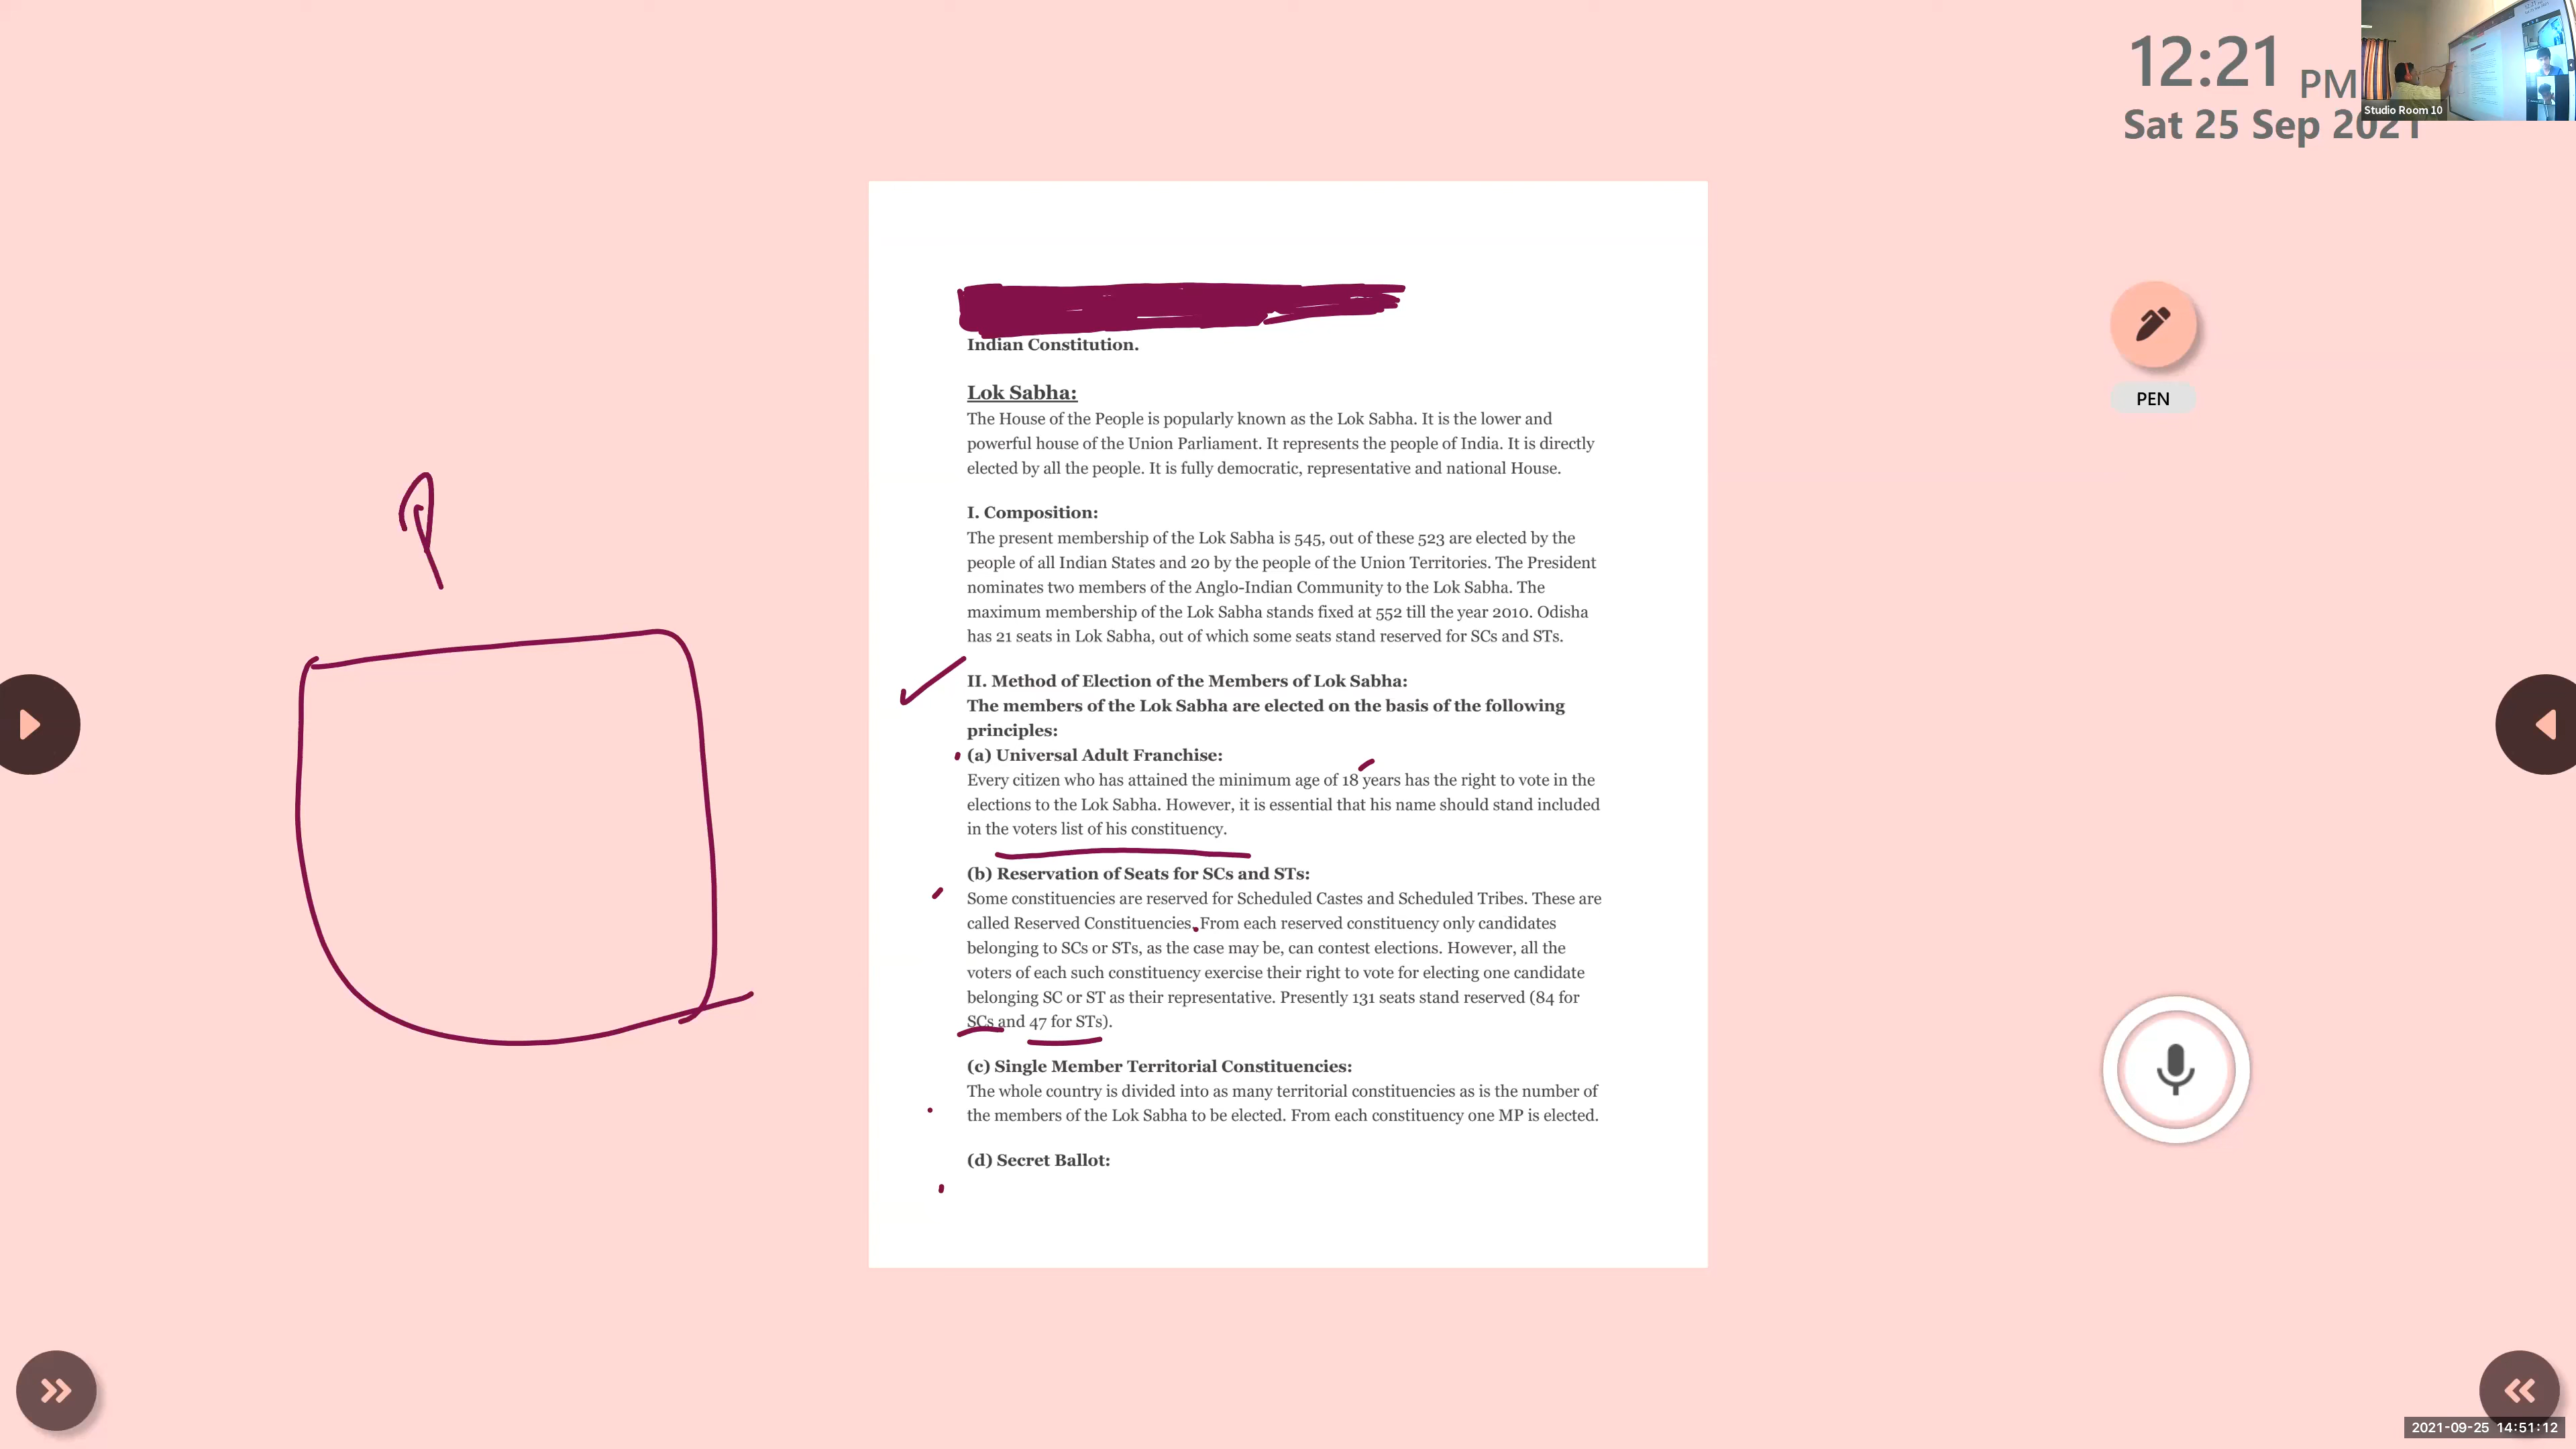 12:21 PM
Sat 25 Sep 2021
Studio Room 10
Indian Constitution.
Lok Sabha:
The House of the People is popularly known as the Lok Sabha. It is the lower and
powerful house of the Union Parliament. It represents the people of India. It is directly
elected by all the people. It is fully democratic, representative and national House.
I. Composition:
The present membership of the Lok Sabha is 545, out of these 523 are elected by the
people of all Indian States and 20 by the people of the Union Territories. The President
nominates two members of the Anglo-Indian Community to the Lok Sabha. The
maximum membership of the Lok Sabha stands fixed at 552 till the year 2010. Odisha
has 21 seats in Lok Sabha, out of which some seats stand reserved for SCs and STs.
II. Method of Election of the Members of Lok Sabha:
The members of the Lok Sabha are elected on the basis of the following
principles:
(a) Universal Adult Franchise:
Every citizen who has attained the minimum age of 18 years has the right to vote in the
elections to the Lok Sabha. However, it is essential that his name should stand included
in the voters list of his constituency.
(b) Reservation of Seats for SCs and STs:
Some constituencies are reserved for Scheduled Castes and Scheduled Tribes. These are
called Reserved Constituencies. From each reserved constituency only candidates
belonging to SCs or STs, as the case may be, can contest elections. However, all the
voters of each such constituency exercise their right to vote for electing one candidate
belonging SC or ST as their representative. Presently 131 seats stand reserved (84 for
SCs and 47 for STs).
(c) Single Member Territorial Constituencies:
The whole country is divided into as many territorial constituencies as is the number of
the members of the Lok Sabha to be elected. From each constituency one MP is elected.
(d) Secret Ballot:
PEN
2021-09-25 14:51:12